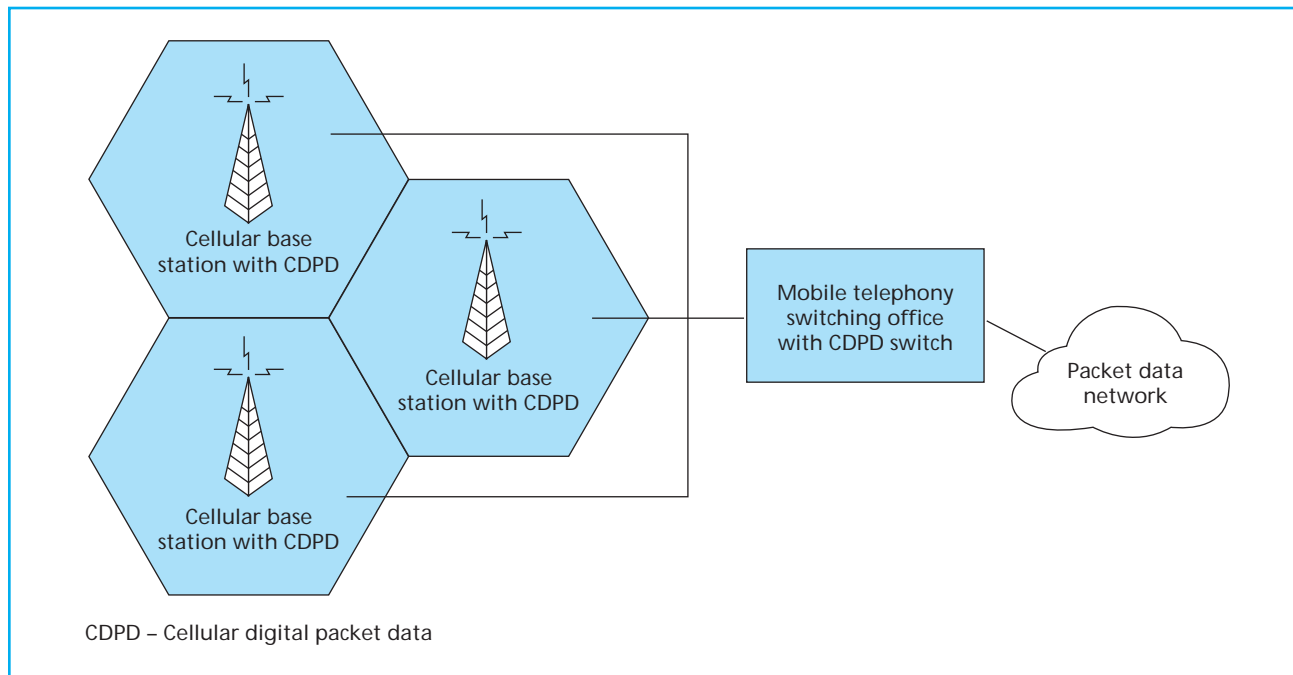 Cellular base
station with CDPD
Cellular base
station with CDPD
Cellular base
station with CDPD
Mobile telephony
switching office
with CDPD switch
Packet data
network
CDPD – Cellular digital packet data